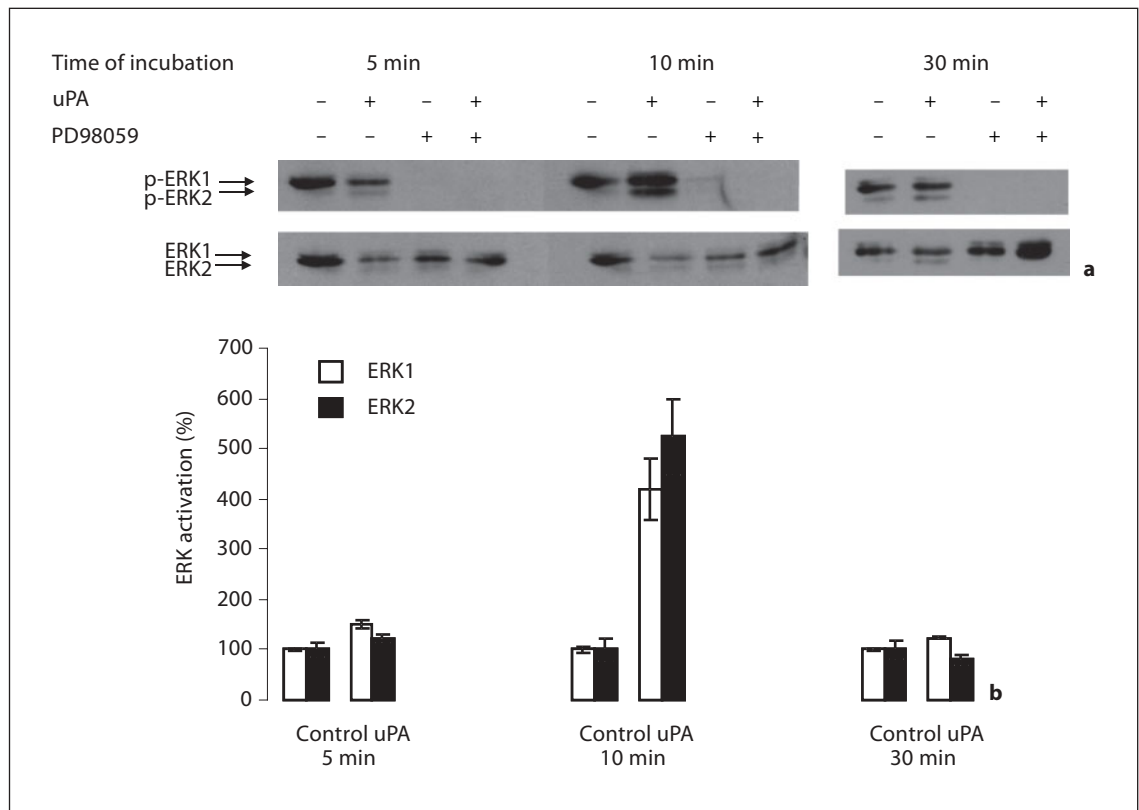 Time of incubation 5 min 10 min 30 min
uPA – + – + – + – + – + – +
PD98059 – – + + – – + + – – + +
p-ERK1
p-ERK2
ERK1
ERK2
a
700
600
500
400
300
200
100
0
ERK activation (%)
ERK1
ERK2
b
Control uPA Control uPA Control uPA
5 min 10 min 30 min